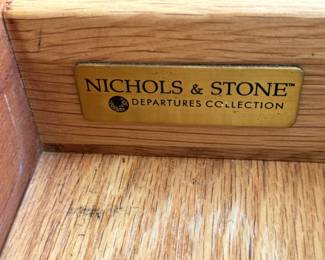 NICHOLS & STONE™
DEPARTURES COLLECTION